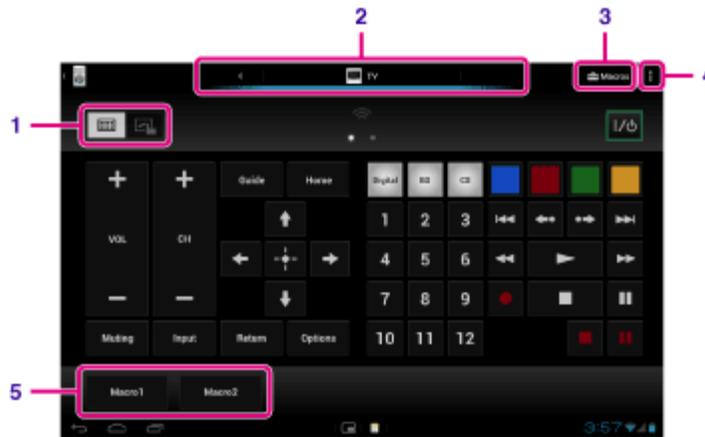 2
3
4
TV
Macros
1
I/
+
+
Guide
Home
Digital
BS
CS
1
2
3
VOL
CH
4
5
6
−
−
7
8
9
Muting
Input
Return
Options
10
11
12
5
Macro1
Macro2
3:57